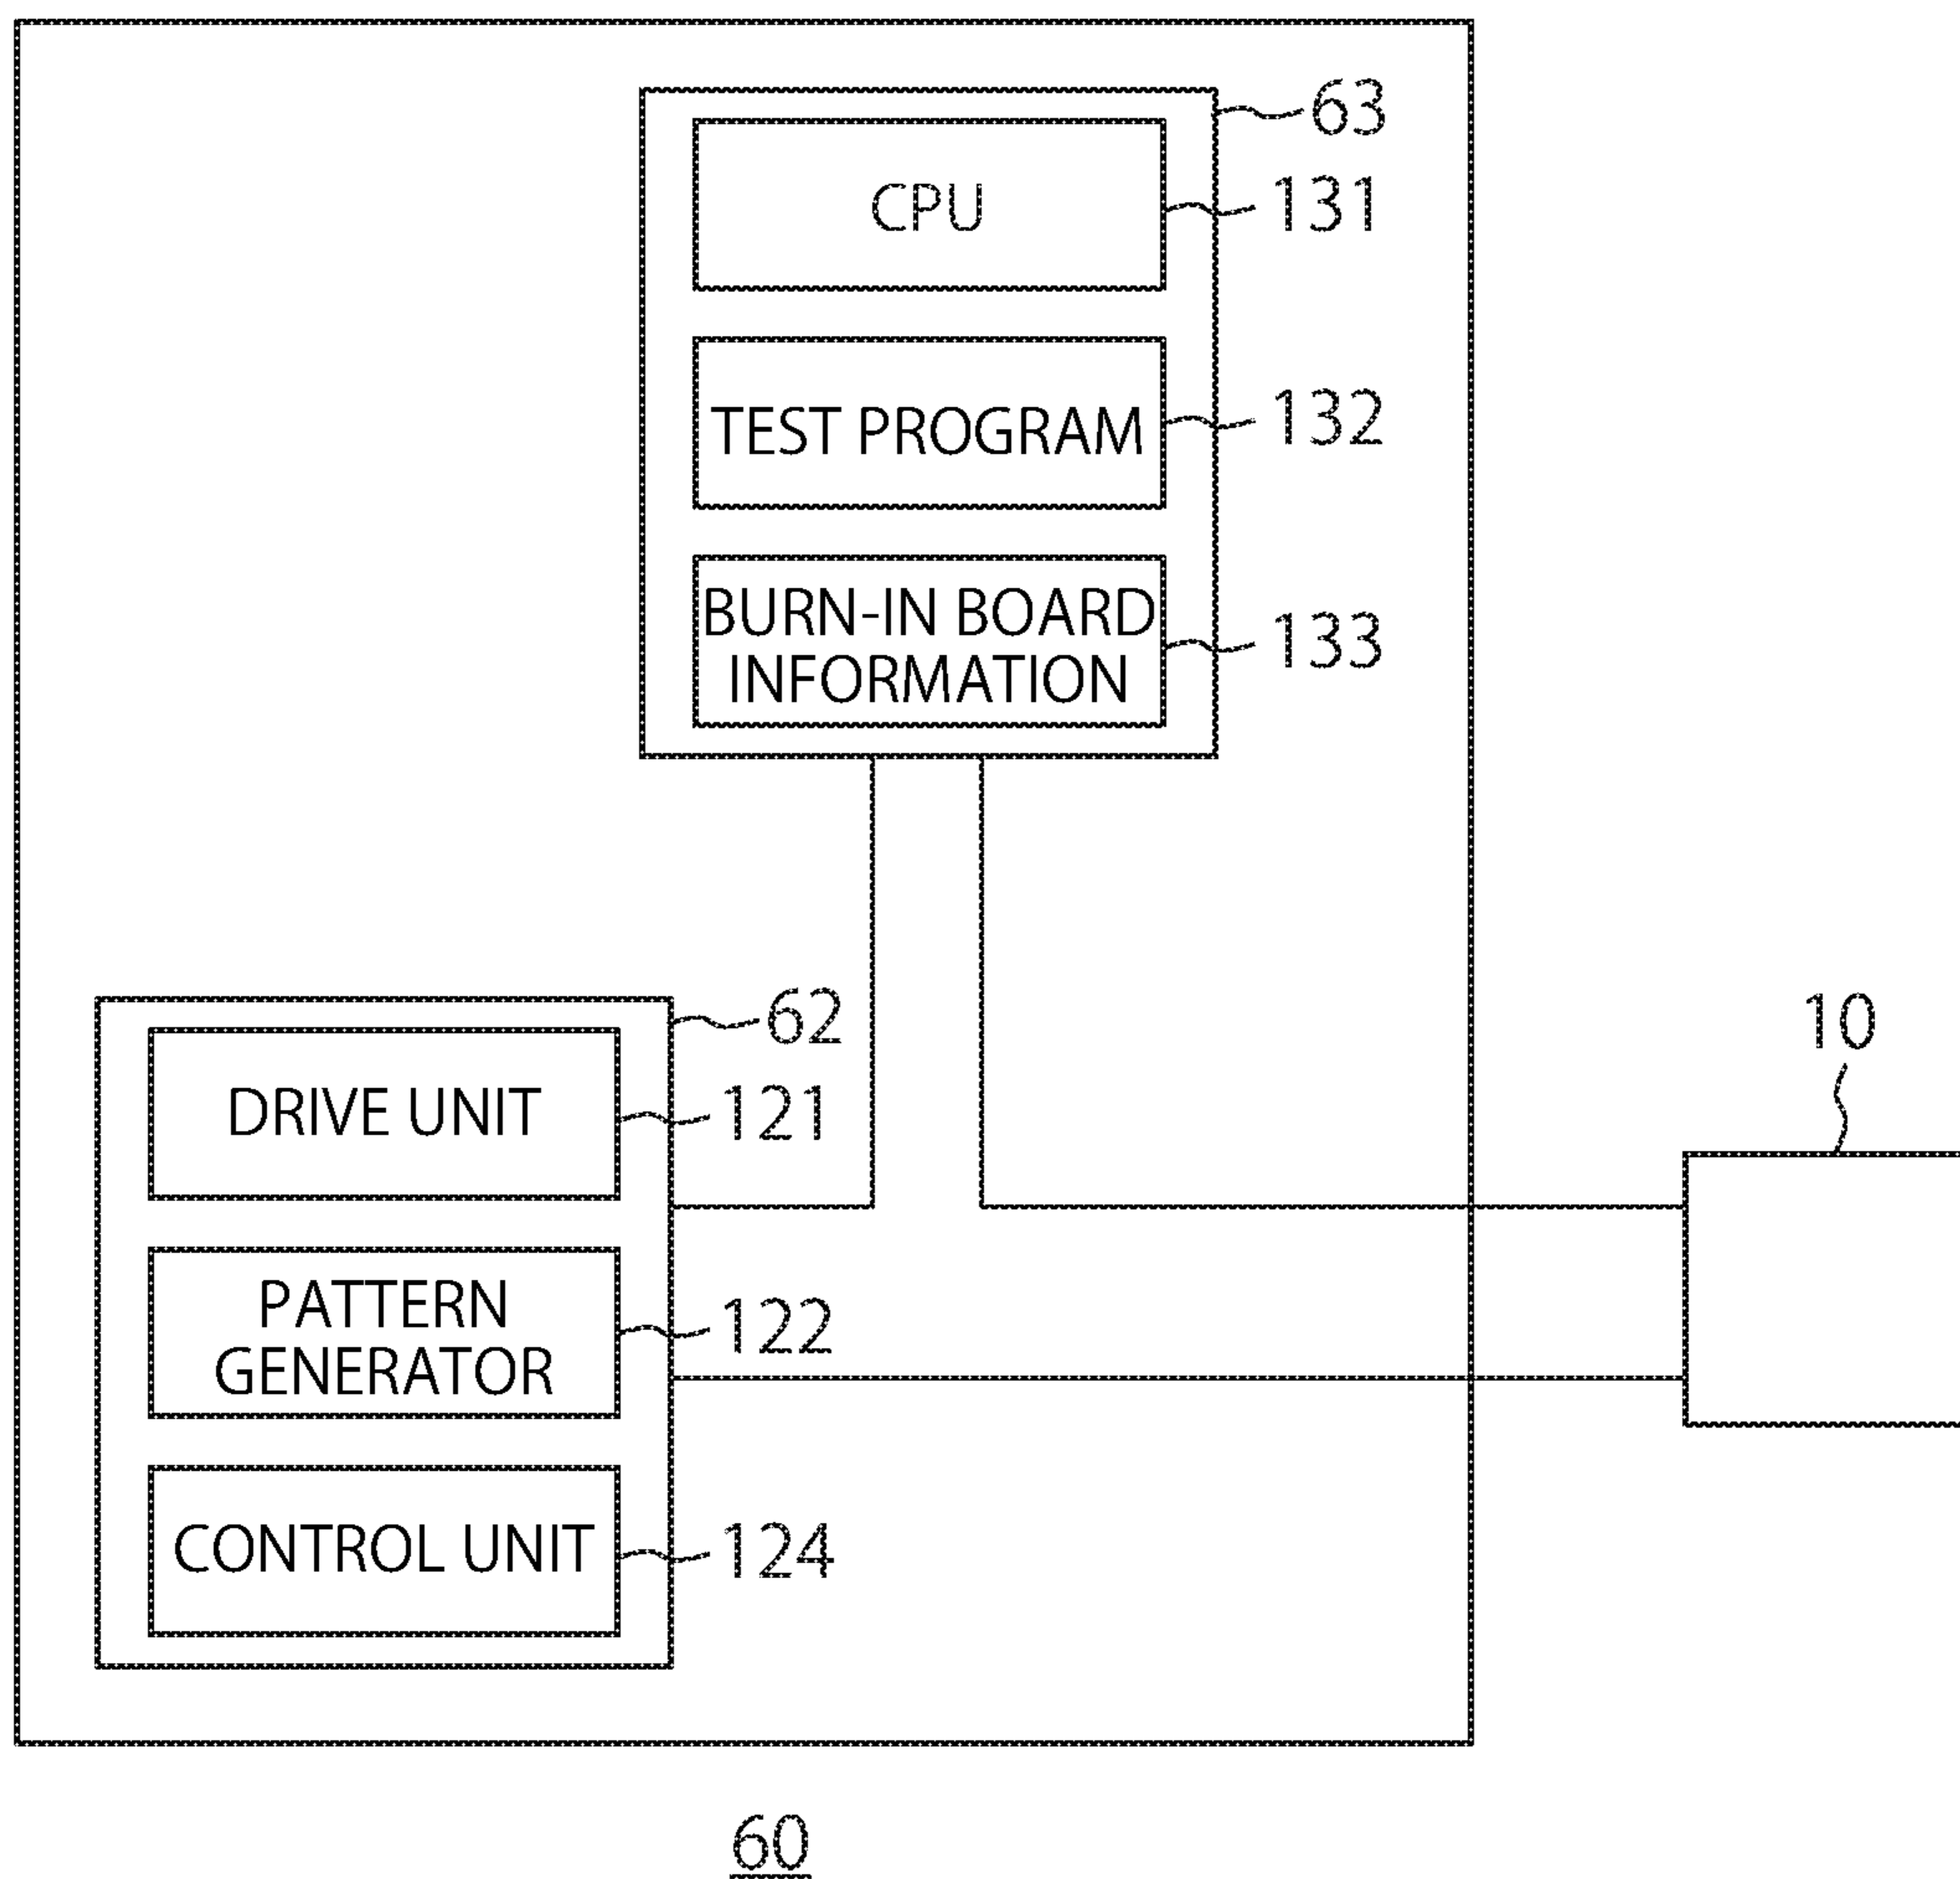 63
CPU
131
TEST PROGRAM
132
BURN-IN BOARD
INFORMATION
133
62
10
DRIVE UNIT
121
PATTERN
GENERATOR
122
CONTROL UNIT
124
60